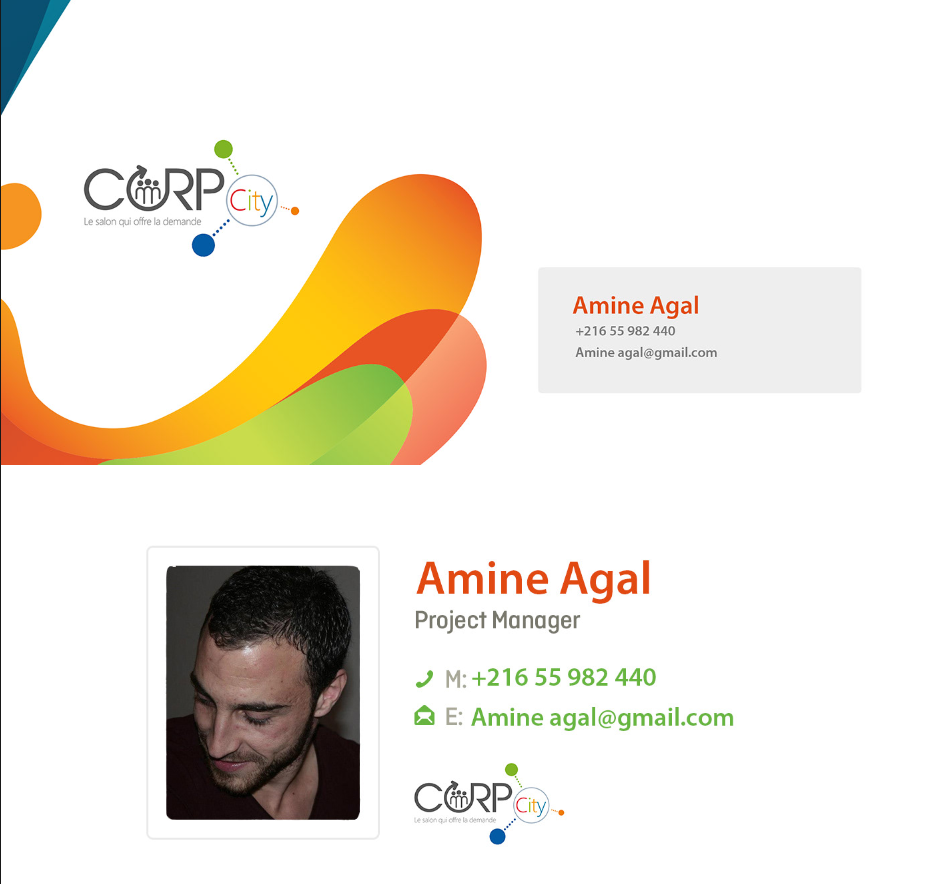 CORP City
Le salon qui offre la demande
Amine Agal
+216 55 982 440
Amine agal@gmail.com
Amine Agal
Project Manager
M: +216 55 982 440
E: Amine agal@gmail.com
CORP City
Le salon qui offre la demande